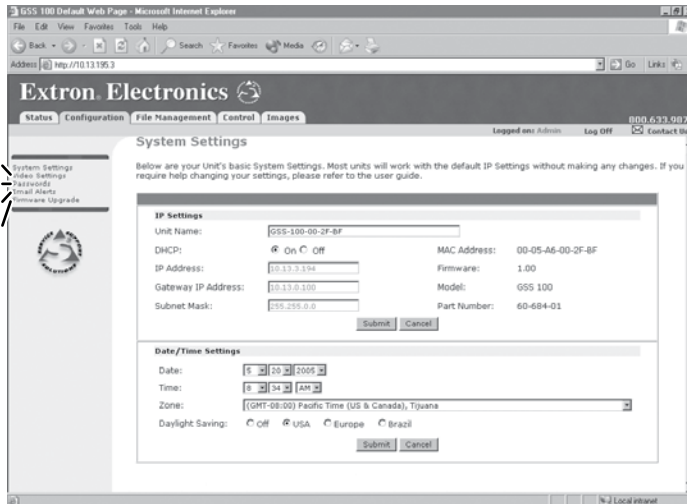 GSS 100 Default Web Page - Microsoft Internet Explorer
File Edit View Favorites Tools Help
Back Search Favorites Media
Address http://10.13.195.3 Go Links
Extron Electronics
Status Configuration File Management Control Images
800.633.987
Logged on: Admin Log Off Contact Us
System Settings
Video Settings
Passwords
Email Alerts
Firmware Upgrade
System Settings
Below are your Unit's basic System Settings. Most units will work with the default IP Settings without making any changes. If you
require help changing your settings, please refer to the user guide.
IP Settings
Unit Name: GSS-100-00-2F-BF
DHCP: On Off MAC Address: 00-05-A6-00-2F-8F
IP Address: 10.13.3.194 Firmware: 1.00
Gateway IP Address: 10.13.0.100 Model: GSS 100
Subnet Mask: 255.255.0.0 Part Number: 60-684-01
Submit Cancel
Date/Time Settings
Date: 5 20 2005
Time: 8 34 AM
Zone: (GMT-08:00) Pacific Time (US & Canada), Tijuana
Daylight Saving: Off USA Europe Brazil
Submit Cancel
Local intranet